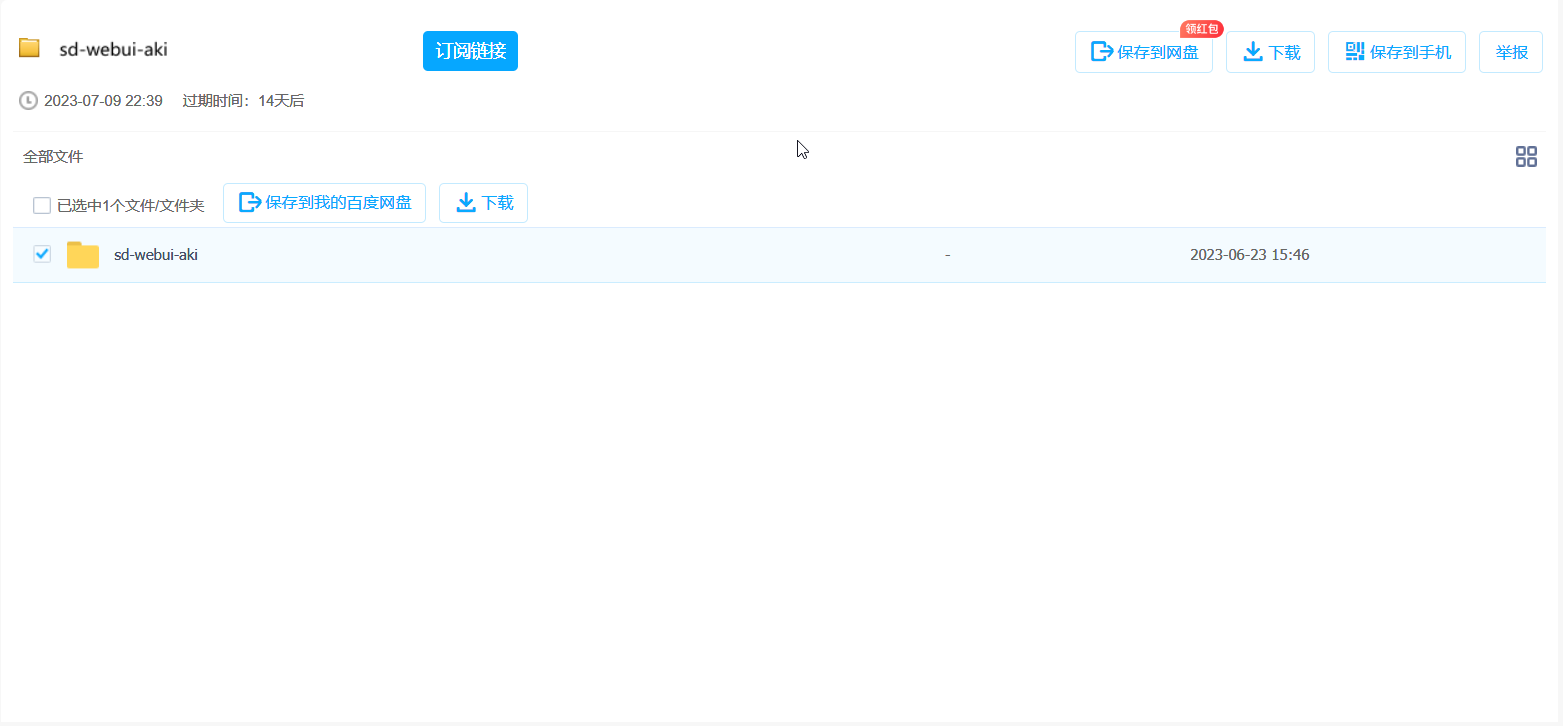 sd-webui-aki 订阅链接 领红包 保存到网盘 下载 保存到手机 举报
2023-07-09 22:39 过期时间：14天后
全部文件
已选中1个文件/文件夹 保存到我的百度网盘 下载
sd-webui-aki - 2023-06-23 15:46